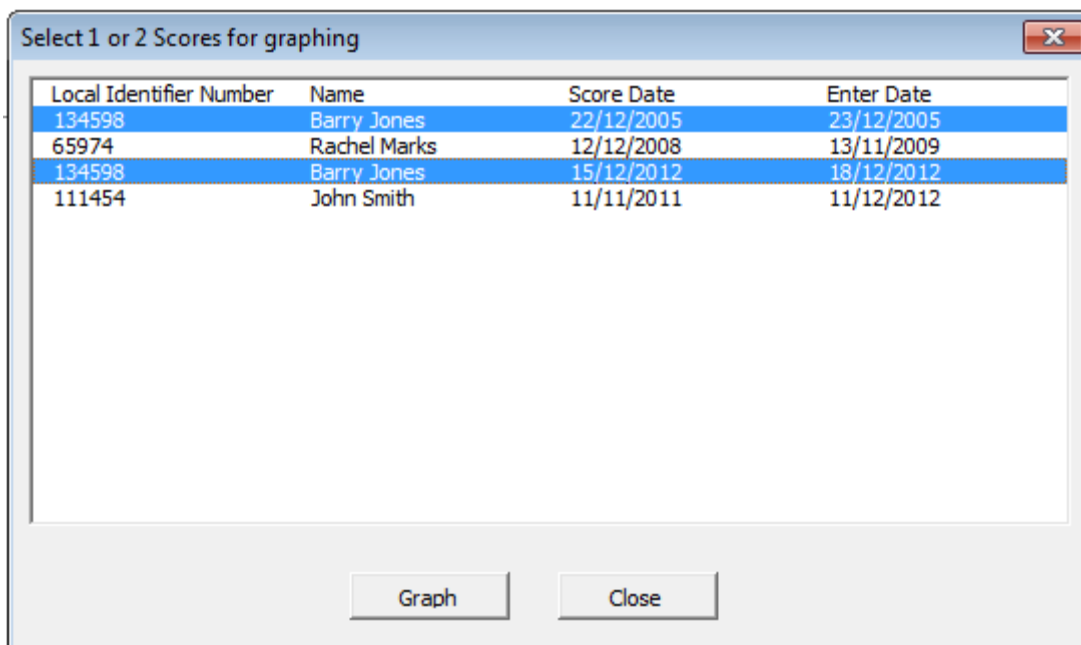 Select 1 or 2 Scores for graphing
Local Identifier Number Name Score Date Enter Date
134598 Barry Jones 22/12/2005 23/12/2005
65974 Rachel Marks 12/12/2008 13/11/2009
134598 Barry Jones 15/12/2012 18/12/2012
111454 John Smith 11/11/2011 11/12/2012
Graph Close